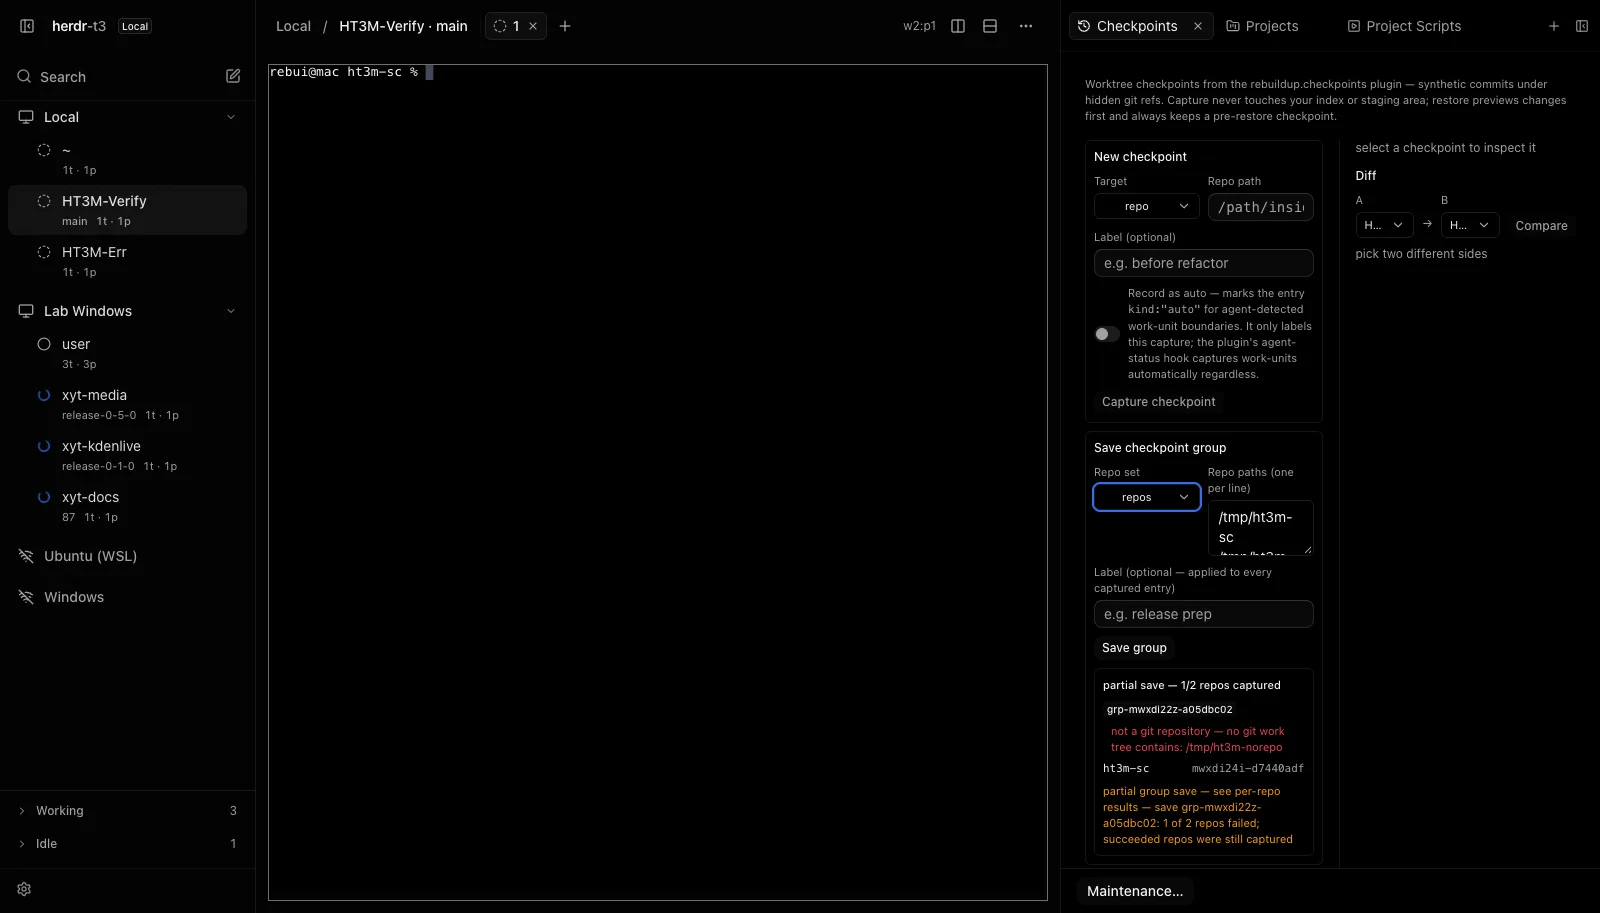 herdr-t3 Local
Search
Local
~
1t · 1p
HT3M-Verify
main 1t · 1p
HT3M-Err
1t · 1p
Lab Windows
user
3t · 3p
xyt-media
release-0-5-0 1t · 1p
xyt-kdenlive
release-0-1-0 1t · 1p
xyt-docs
87 1t · 1p
Ubuntu (WSL)
Windows
Working 3
Idle 1
Local / HT3M-Verify · main
1
w2:p1
rebui@mac ht3m-sc %
Checkpoints
Projects
Project Scripts
Worktree checkpoints from the rebuildup.checkpoints plugin — synthetic commits under
hidden git refs. Capture never touches your index or staging area; restore previews changes
first and always keeps a pre-restore checkpoint.
New checkpoint
Target Repo path
repo /path/insi
Label (optional)
e.g. before refactor
Record as auto — marks the entry
kind:"auto" for agent-detected
work-unit boundaries. It only labels
this capture; the plugin's agent-
status hook captures work-units
automatically regardless.
Capture checkpoint
Save checkpoint group
Repo set
repos
Repo paths (one
per line)
/tmp/ht3m-
sc
/tmp/ht3m-
Label (optional — applied to every
captured entry)
e.g. release prep
Save group
partial save — 1/2 repos captured
grp-mwxdi22z-a05dbc02
not a git repository — no git work
tree contains: /tmp/ht3m-norepo
ht3m-sc mwxdi24i-d7440adf
partial group save — see per-repo
results — save grp-mwxdi22z-
a05dbc02: 1 of 2 repos failed;
succeeded repos were still captured
select a checkpoint to inspect it
Diff
A B
H... → H... Compare
pick two different sides
Maintenance...